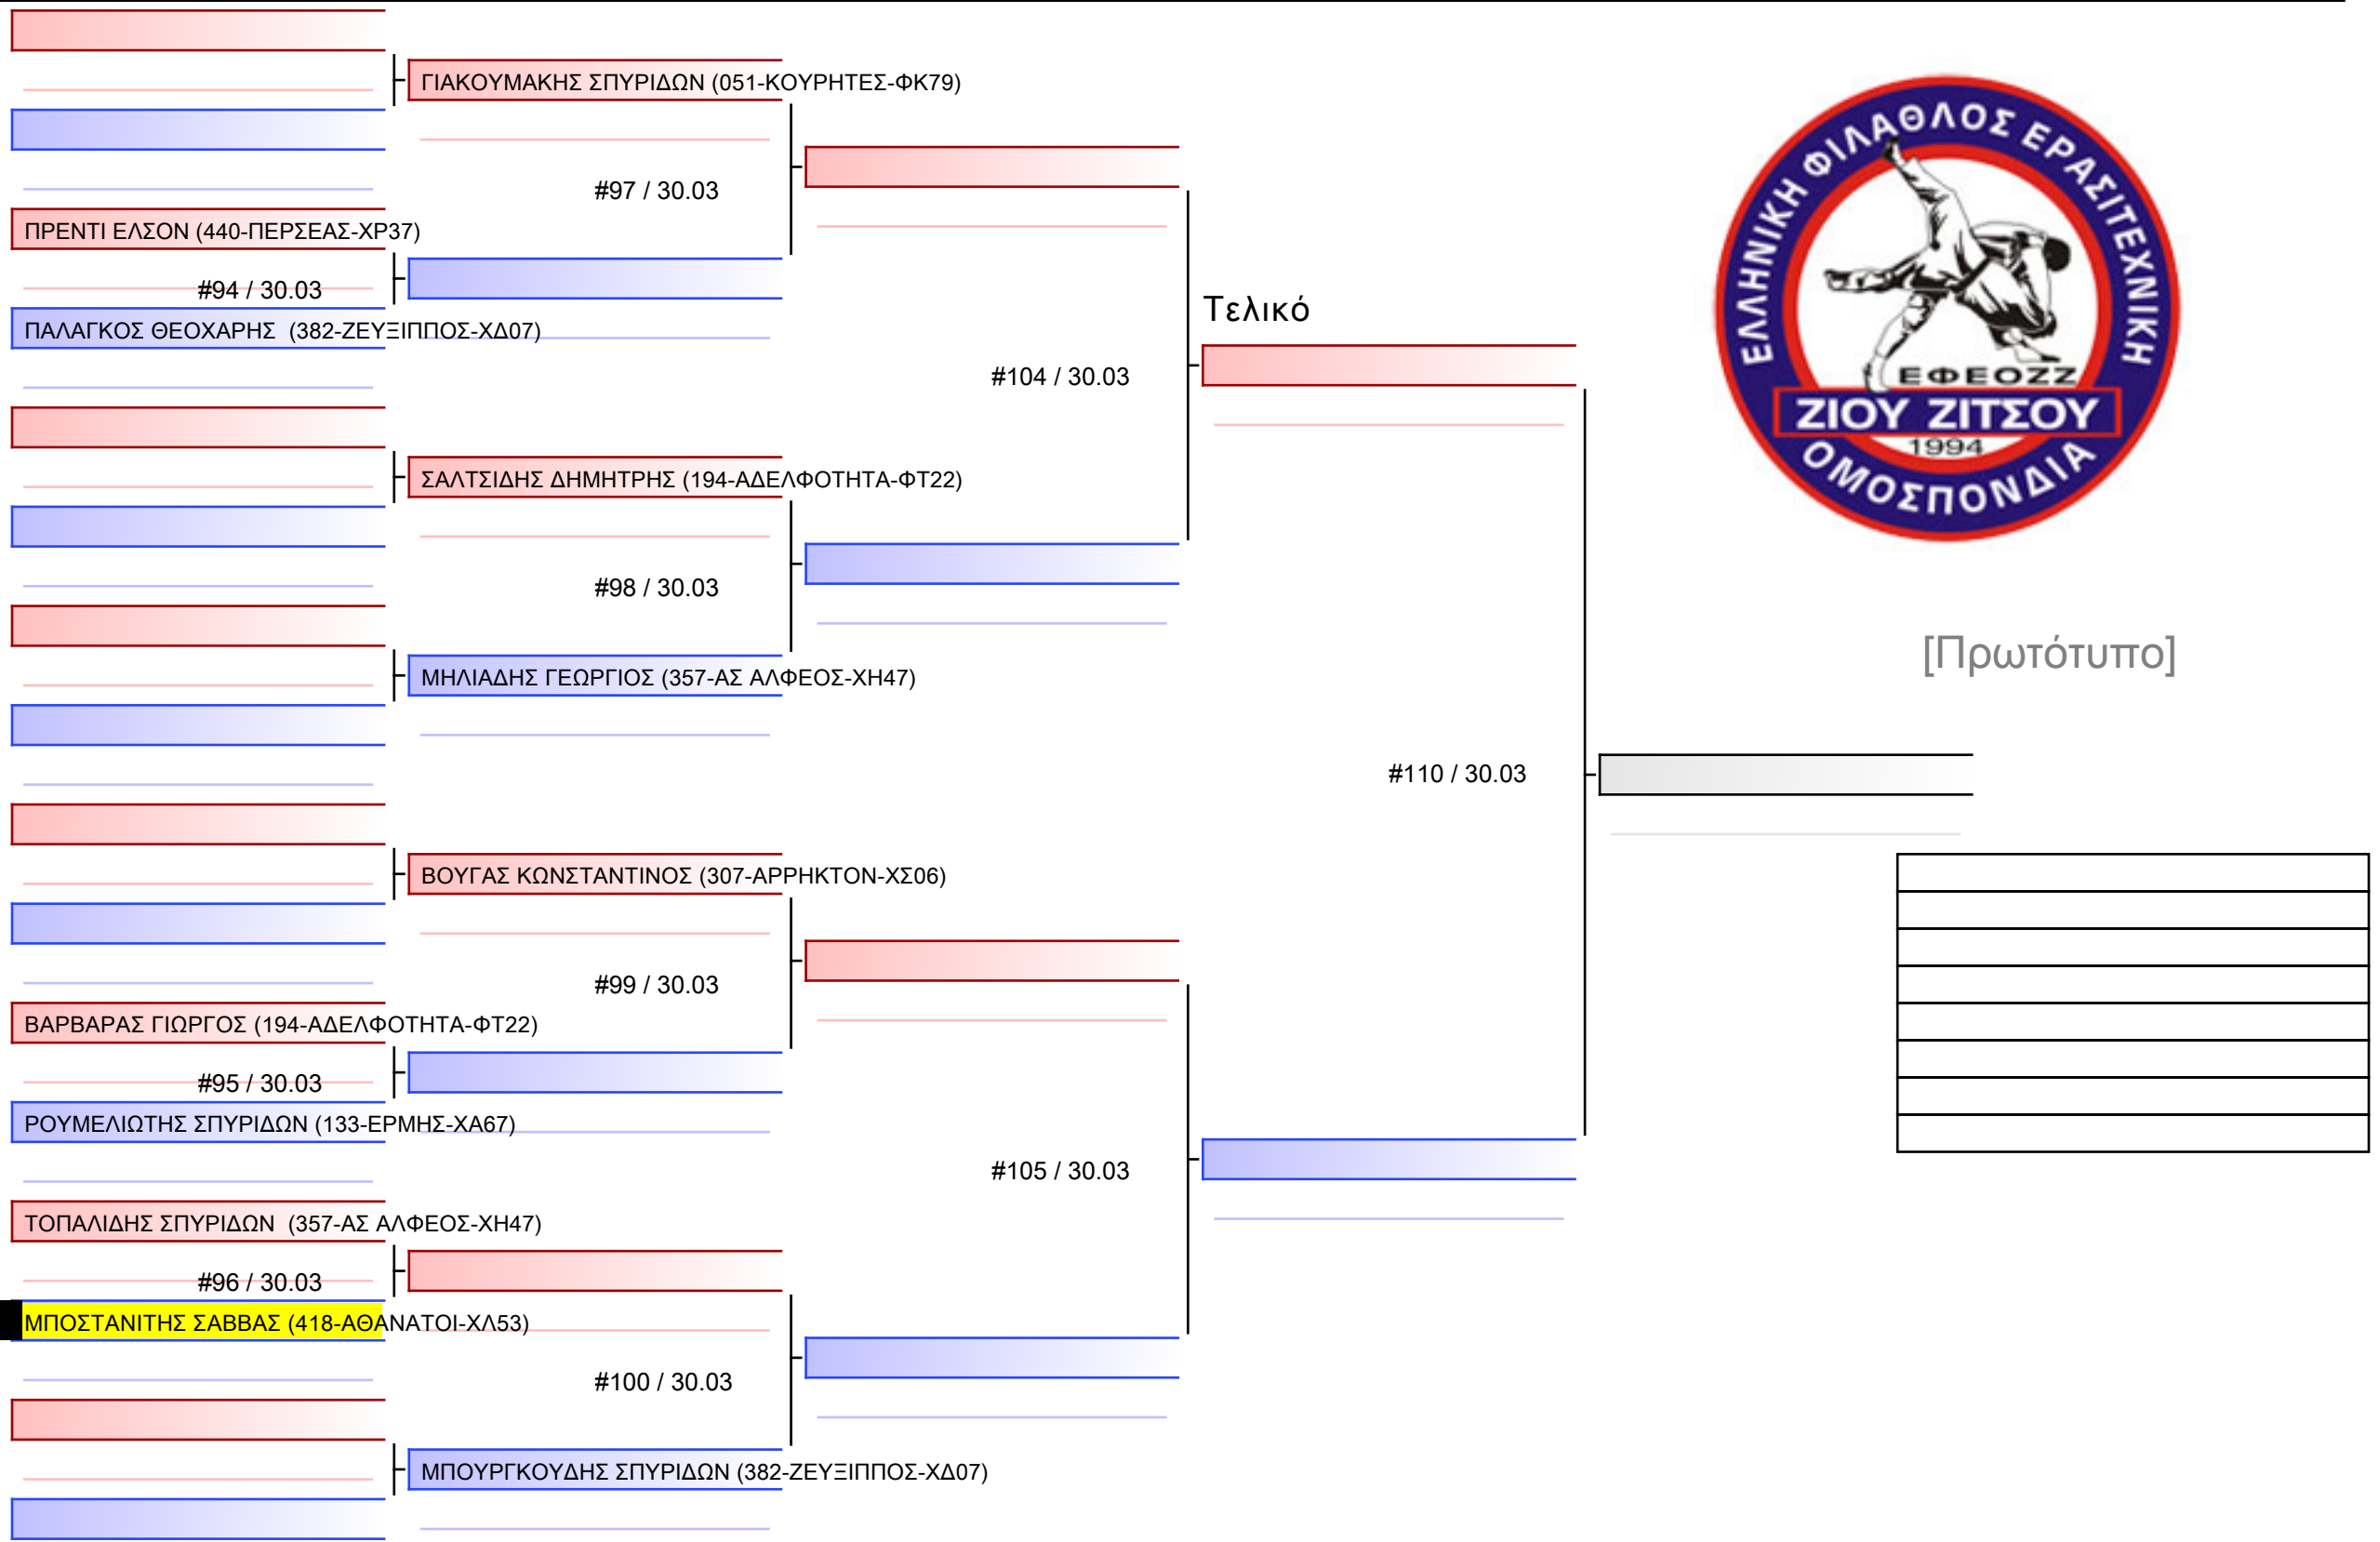 ΓΙΑΚΟΥΜΑΚΗΣ ΣΠΥΡΙΔΩΝ (051-ΚΟΥΡΗΤΕΣ-ΦΚ79)
#97 / 30.03
ΠΡΕΝΤΙ ΕΛΣΟΝ (440-ΠΕΡΣΕΑΣ-ΧΡ37)
#94 / 30.03
ΠΑΛΑΓΚΟΣ ΘΕΟΧΑΡΗΣ (382-ΖΕΥΞΙΠΠΟΣ-ΧΔ07)
Τελικό
#104 / 30.03
ΣΑΛΤΣΙΔΗΣ ΔΗΜΗΤΡΗΣ (194-ΑΔΕΛΦΟΤΗΤΑ-ΦΤ22)
#98 / 30.03
ΜΗΛΙΑΔΗΣ ΓΕΩΡΓΙΟΣ (357-ΑΣ ΑΛΦΕΟΣ-ΧΗ47)
ΕΛΛΗΝΙΚΗ ΦΙΛΑΘΛΟΣ ΕΡΑΣΙΤΕΧΝΙΚΗ
ΕΦΕΟΖΖ
ΖΙΟΥ ΖΙΤΣΟΥ
1994
ΟΜΟΣΠΟΝΔΙΑ
[Πρωτότυπο]
#110 / 30.03
ΒΟΥΓΑΣ ΚΩΝΣΤΑΝΤΙΝΟΣ (307-ΑΡΡΗΚΤΟΝ-ΧΣ06)
#99 / 30.03
ΒΑΡΒΑΡΑΣ ΓΙΩΡΓΟΣ (194-ΑΔΕΛΦΟΤΗΤΑ-ΦΤ22)
#95 / 30.03
ΡΟΥΜΕΛΙΩΤΗΣ ΣΠΥΡΙΔΩΝ (133-ΕΡΜΗΣ-ΧΑ67)
#105 / 30.03
ΤΟΠΑΛΙΔΗΣ ΣΠΥΡΙΔΩΝ (357-ΑΣ ΑΛΦΕΟΣ-ΧΗ47)
#96 / 30.03
ΜΠΟΣΤΑΝΙΤΗΣ ΣΑΒΒΑΣ (418-ΑΘΑΝΑΤΟΙ-ΧΛ53)
#100 / 30.03
ΜΠΟΥΡΓΚΟΥΔΗΣ ΣΠΥΡΙΔΩΝ (382-ΖΕΥΞΙΠΠΟΣ-ΧΔ07)